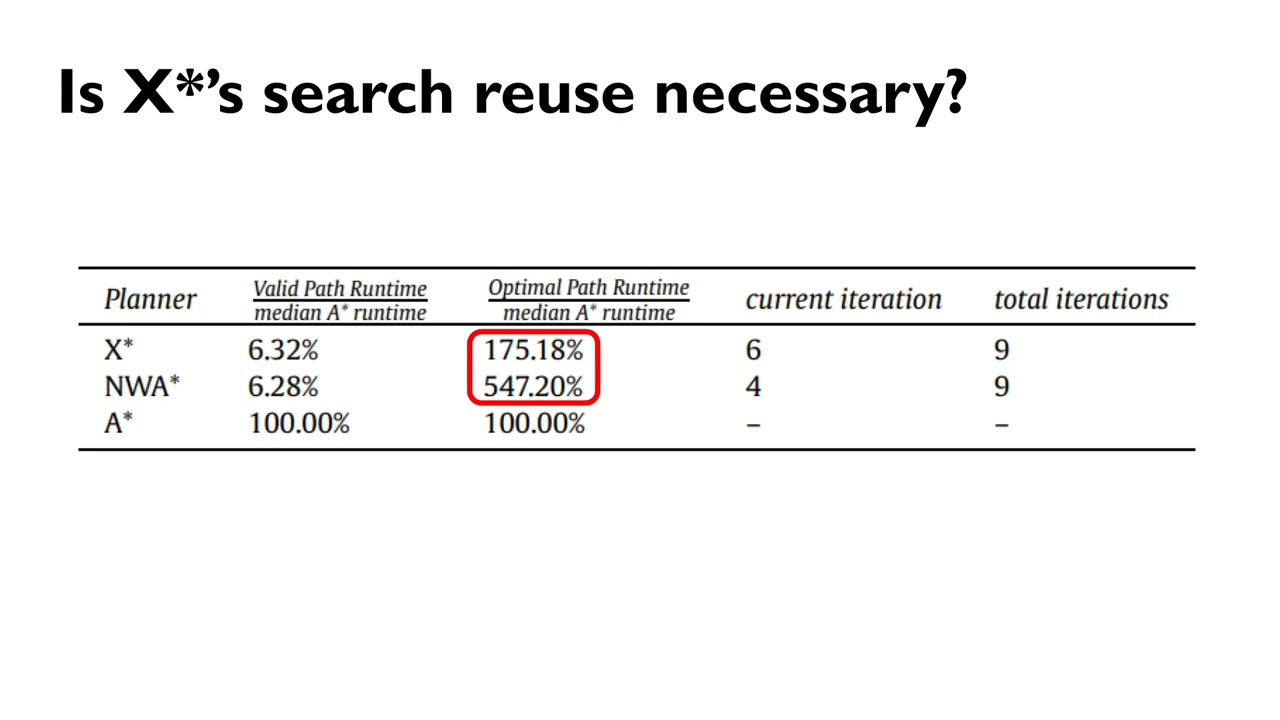 Is X*’s search reuse necessary?
Planner Valid Path Runtime / median A* runtime Optimal Path Runtime / median A* runtime current iteration total iterations
X* 6.32% 175.18% 6 9
NWA* 6.28% 547.20% 4 9
A* 100.00% 100.00% – –